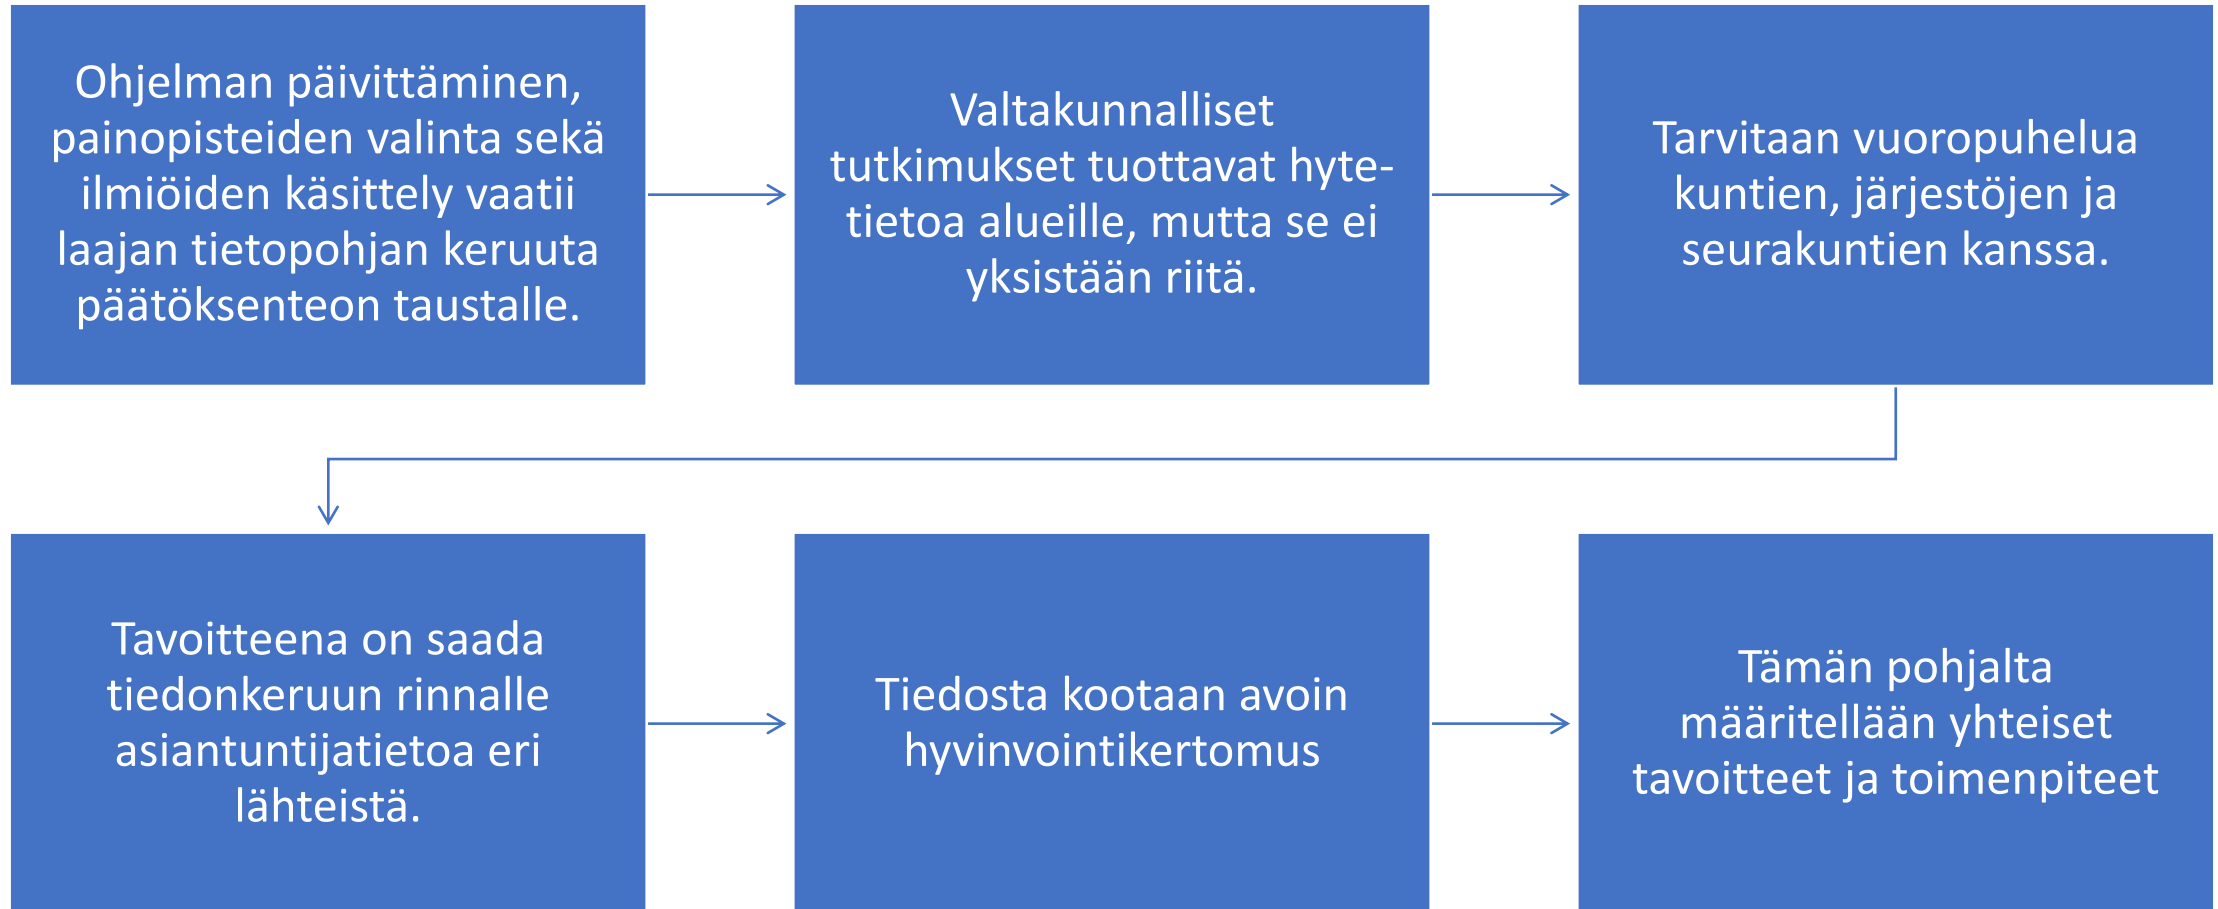 Ohjelman päivittäminen,
painopisteiden valinta sekä
ilmiöiden käsittely vaatii
laajan tietopohjan keruuta
päätöksenteon taustalle.
Valtakunnalliset
tutkimukset tuottavat hyte-
tietoa alueille, mutta se ei
yksistään riitä.
Tarvitaan vuoropuhelua
kuntien, järjestöjen ja
seurakuntien kanssa.
Tavoitteena on saada
tiedonkeruun rinnalle
asiantuntijatietoa eri
lähteistä.
Tiedosta kootaan avoin
hyvinvointikertomus
Tämän pohjalta
määritellään yhteiset
tavoitteet ja toimenpiteet